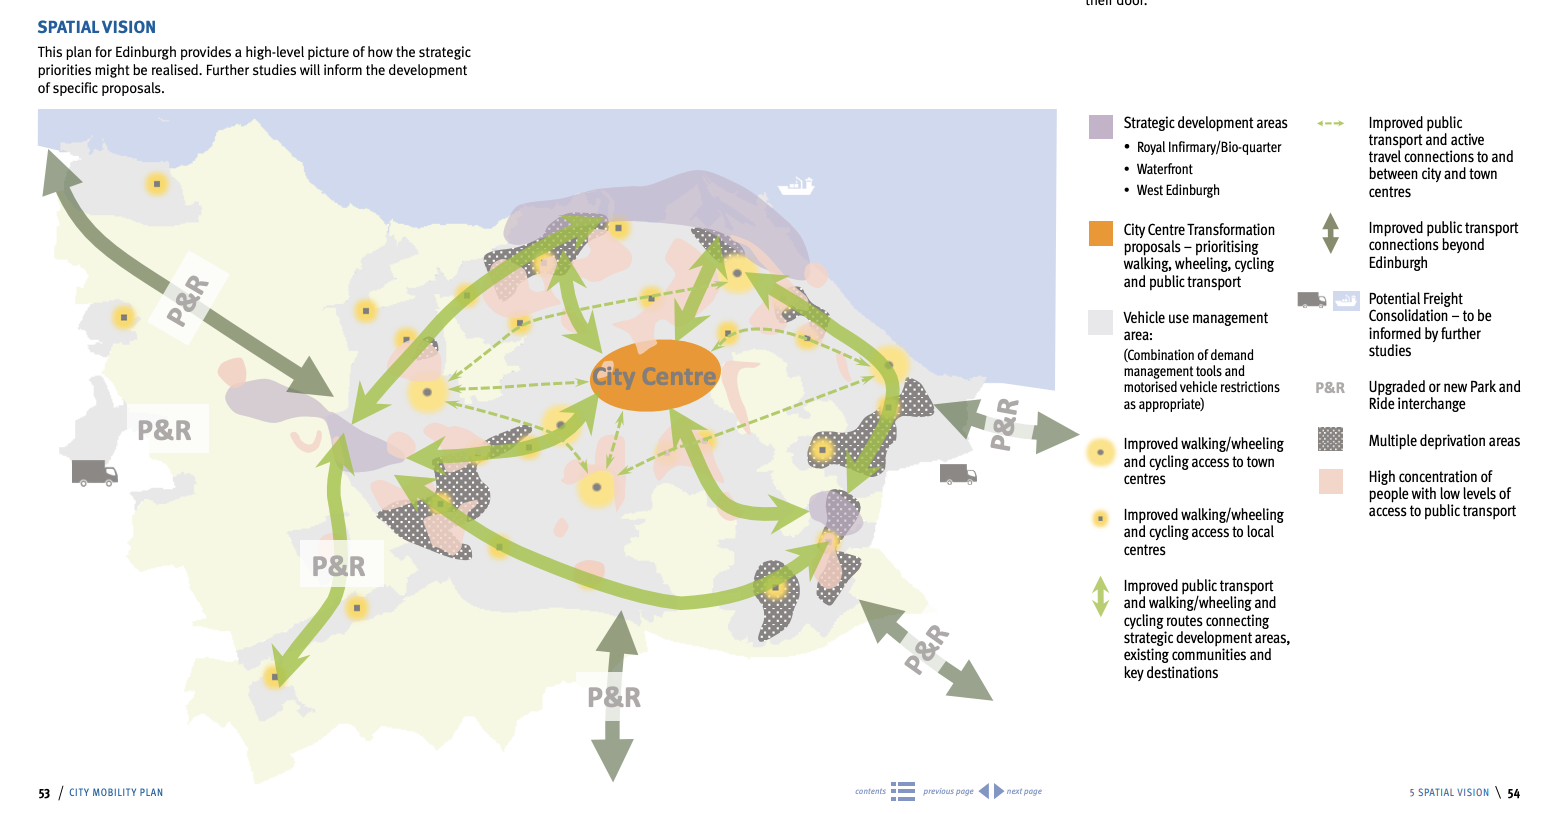 their door.
SPATIAL VISION
This plan for Edinburgh provides a high-level picture of how the strategic
priorities might be realised. Further studies will inform the development
of specific proposals.
P&R
P&R
P&R
P&R
P&R
P&R
City Centre
Strategic development areas
• Royal Infirmary/Bio-quarter
• Waterfront
• West Edinburgh
City Centre Transformation
proposals – prioritising
walking, wheeling, cycling
and public transport
Vehicle use management
area:
(Combination of demand
management tools and
motorised vehicle restrictions
as appropriate)
Improved walking/wheeling
and cycling access to town
centres
Improved walking/wheeling
and cycling access to local
centres
Improved public transport
and walking/wheeling and
cycling routes connecting
strategic development areas,
existing communities and
key destinations
Improved public
transport and active
travel connections to and
between city and town
centres
Improved public transport
connections beyond
Edinburgh
Potential Freight
Consolidation – to be
informed by further
studies
P&R
Upgraded or new Park and
Ride interchange
Multiple deprivation areas
High concentration of
people with low levels of
access to public transport
53 / CITY MOBILITY PLAN
contents
previous page
next page
5 SPATIAL VISION \ 54